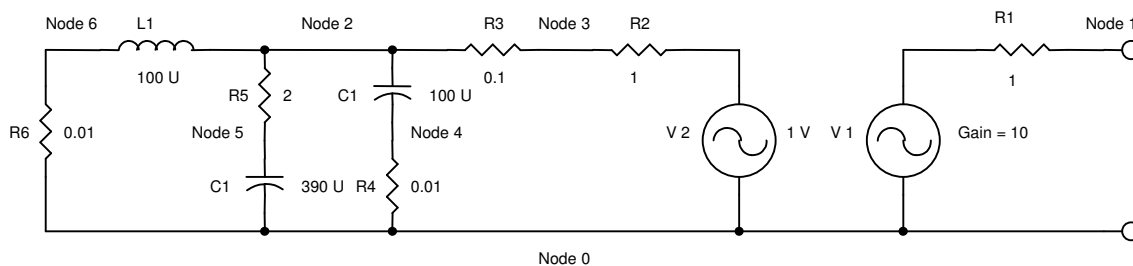 Node 6
L1
Node 2
R3
Node 3
R2
R1
Node 1
100 U
0.1
1
1
R5
2
C1
100 U
R6
0.01
Node 5
Node 4
V 2
1 V
V 1
Gain = 10
C1
390 U
R4
0.01
Node 0